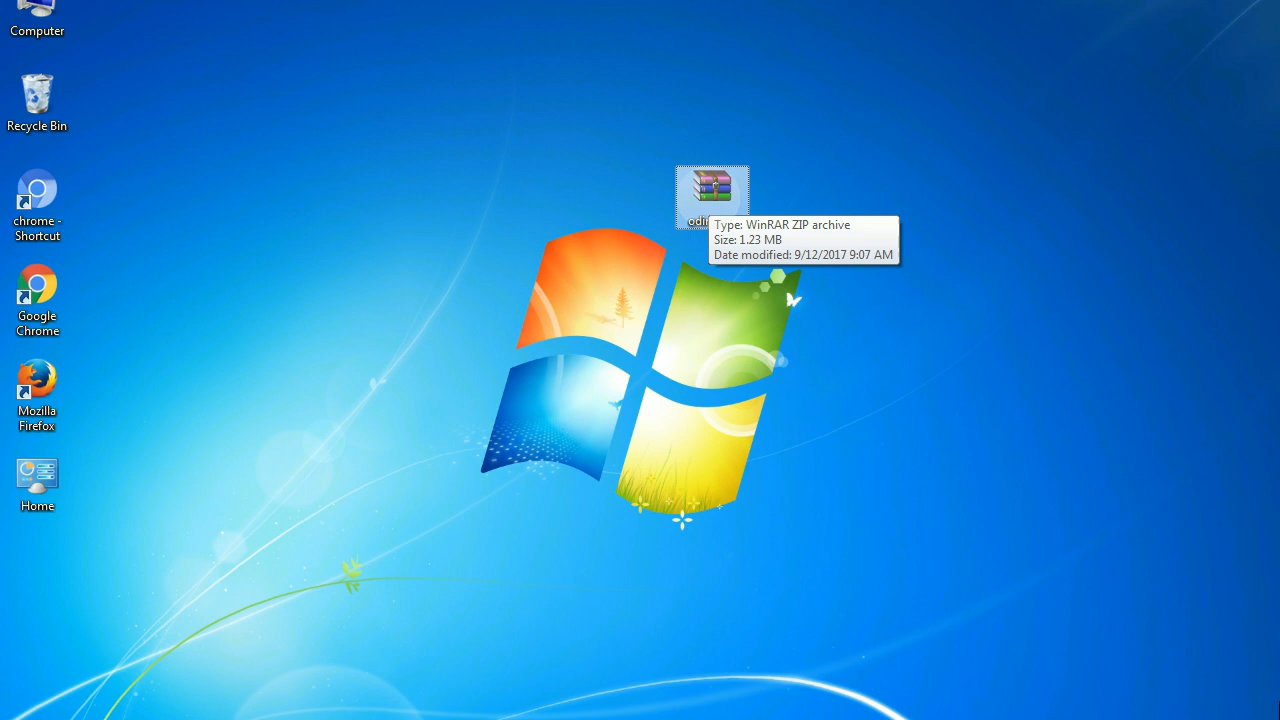 Computer
Recycle Bin
chrome -
Shortcut
Google
Chrome
Mozilla
Firefox
Home
Type: WinRAR ZIP archive
Size: 1.23 MB
Date modified: 9/12/2017 9:07 AM